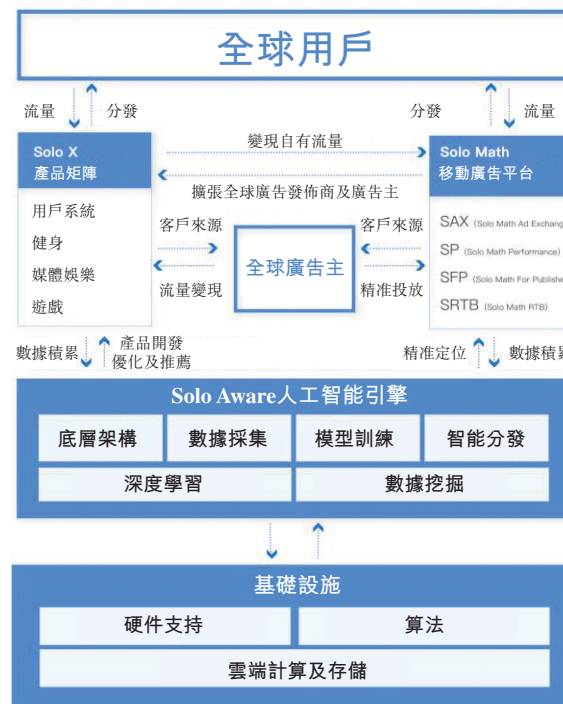 全球用戶
流量
分發
分發
流量
Solo X
產品矩陣
變現自有流量
Solo Math
移動廣告平台
擴張全球廣告發佈商及廣告主
用戶系統
健身
媒體娛樂
遊戲
客戶來源
流量變現
全球廣告主
客戶來源
精准投放
SAX (Solo Math Ad Exchang
SP (Solo Math Performance)
SFP (Solo Math For Publishe
SRTB (Solo Math RTB)
數據積累
產品開發
優化及推薦
精准定位
數據積累
Solo Aware人工智能引擎
底層架構
數據採集
模型訓練
智能分發
深度學習
數據挖掘
基礎設施
硬件支持
算法
雲端計算及存儲